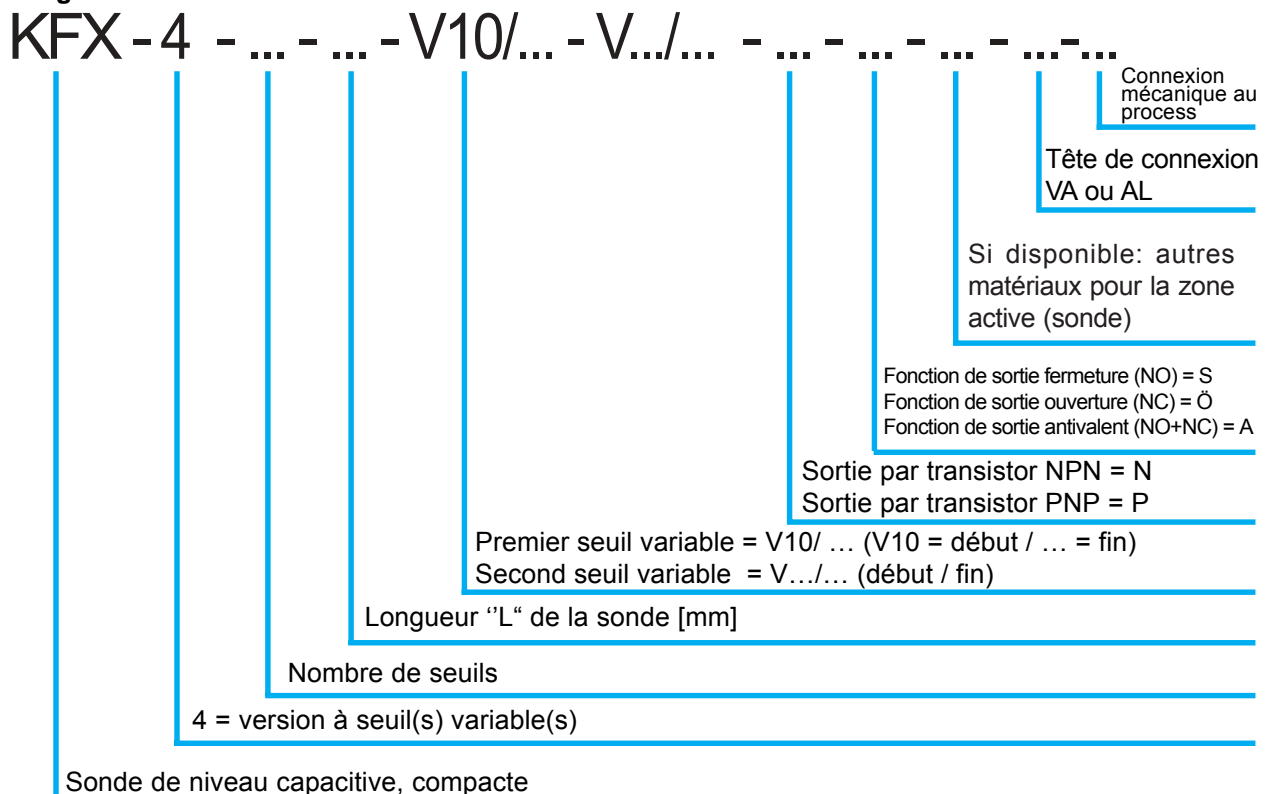 KFX - 4 - ... - ... - V10/... - V.../... - ... - ... - ... - ...-...
Connexion
mécanique au
process
Tête de connexion
VA ou AL
Si disponible: autres
matériaux pour la zone
active (sonde)
Fonction de sortie fermeture (NO) = S
Fonction de sortie ouverture (NC) = Ö
Fonction de sortie antivalent (NO+NC) = A
Sortie par transistor NPN = N
Sortie par transistor PNP = P
Premier seuil variable = V10/ … (V10 = début / … = fin)
Second seuil variable = V…/… (début / fin)
Longueur ‘’L“ de la sonde [mm]
Nombre de seuils
4 = version à seuil(s) variable(s)
Sonde de niveau capacitive, compacte